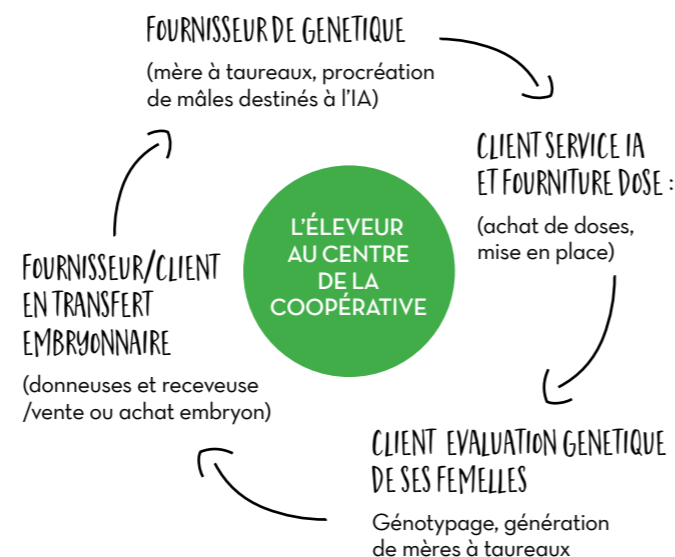 FOURNISSEUR DE GENETIQUE
(mère à taureaux, procréation
de mâles destinés à l'IA)
CLIENT SERVICE IA
ET FOURNITURE DOSE :
(achat de doses,
mise en place)
L'ÉLEVEUR
AU CENTRE
DE LA
COOPÉRATIVE
FOURNISSEUR/CLIENT
EN TRANSFERT
EMBRYONNAIRE
(donneuses et receveuse
/vente ou achat embryon)
CLIENT EVALUATION GENETIQUE
DE SES FEMELLES
Génotypage, génération
de mères à taureaux